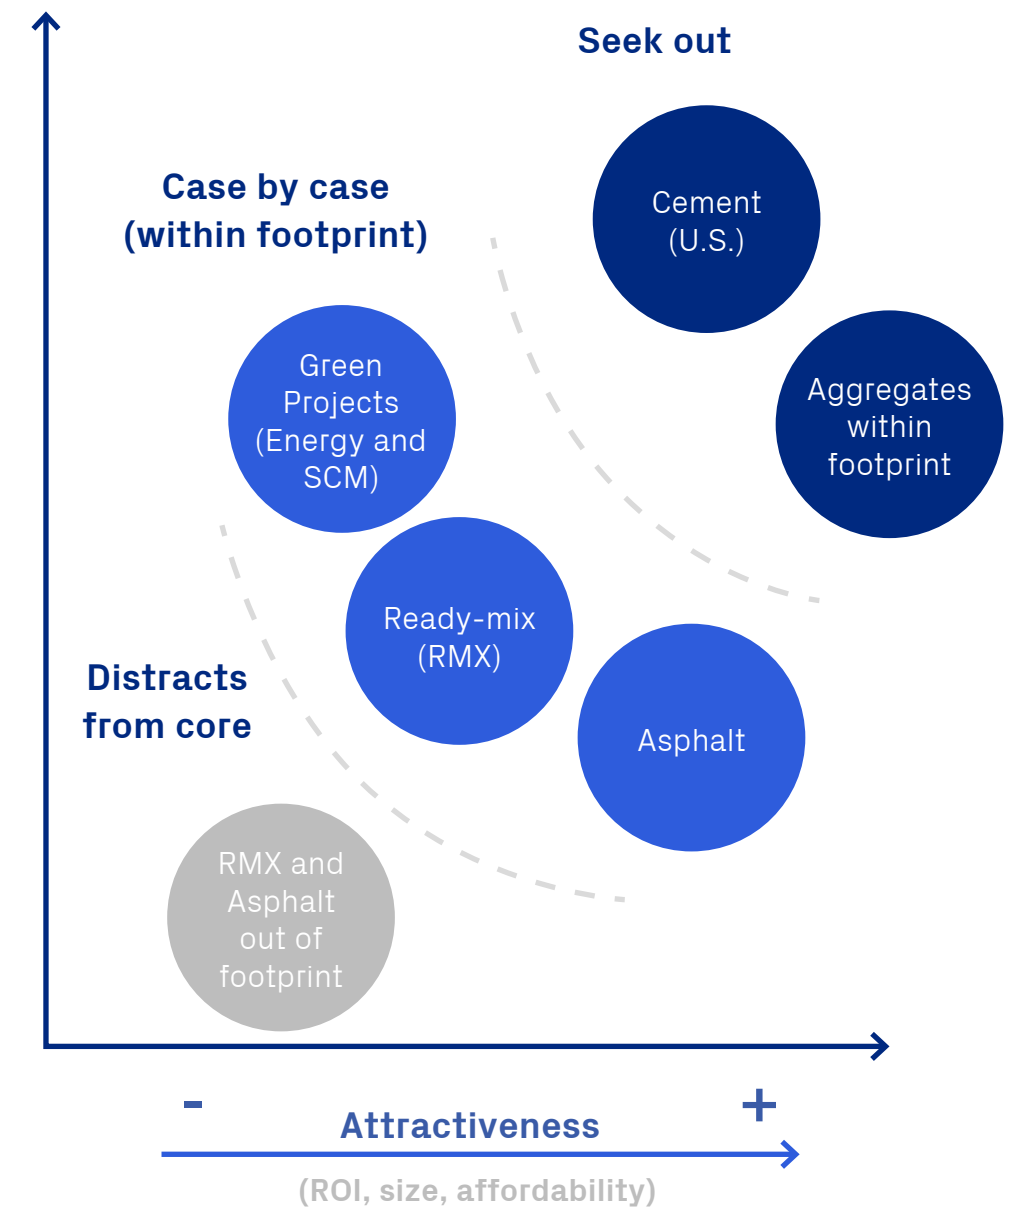 Seek out
Cement
(U.S.)
Case by case
(within footprint)
Aggregates
within
footprint
Green
Projects
(Energy and
SCM)
Ready-mix
(RMX)
Distracts
from core
Asphalt
RMX and
Asphalt
out of
footprint
- +
Attractiveness
(ROI, size, affordability)